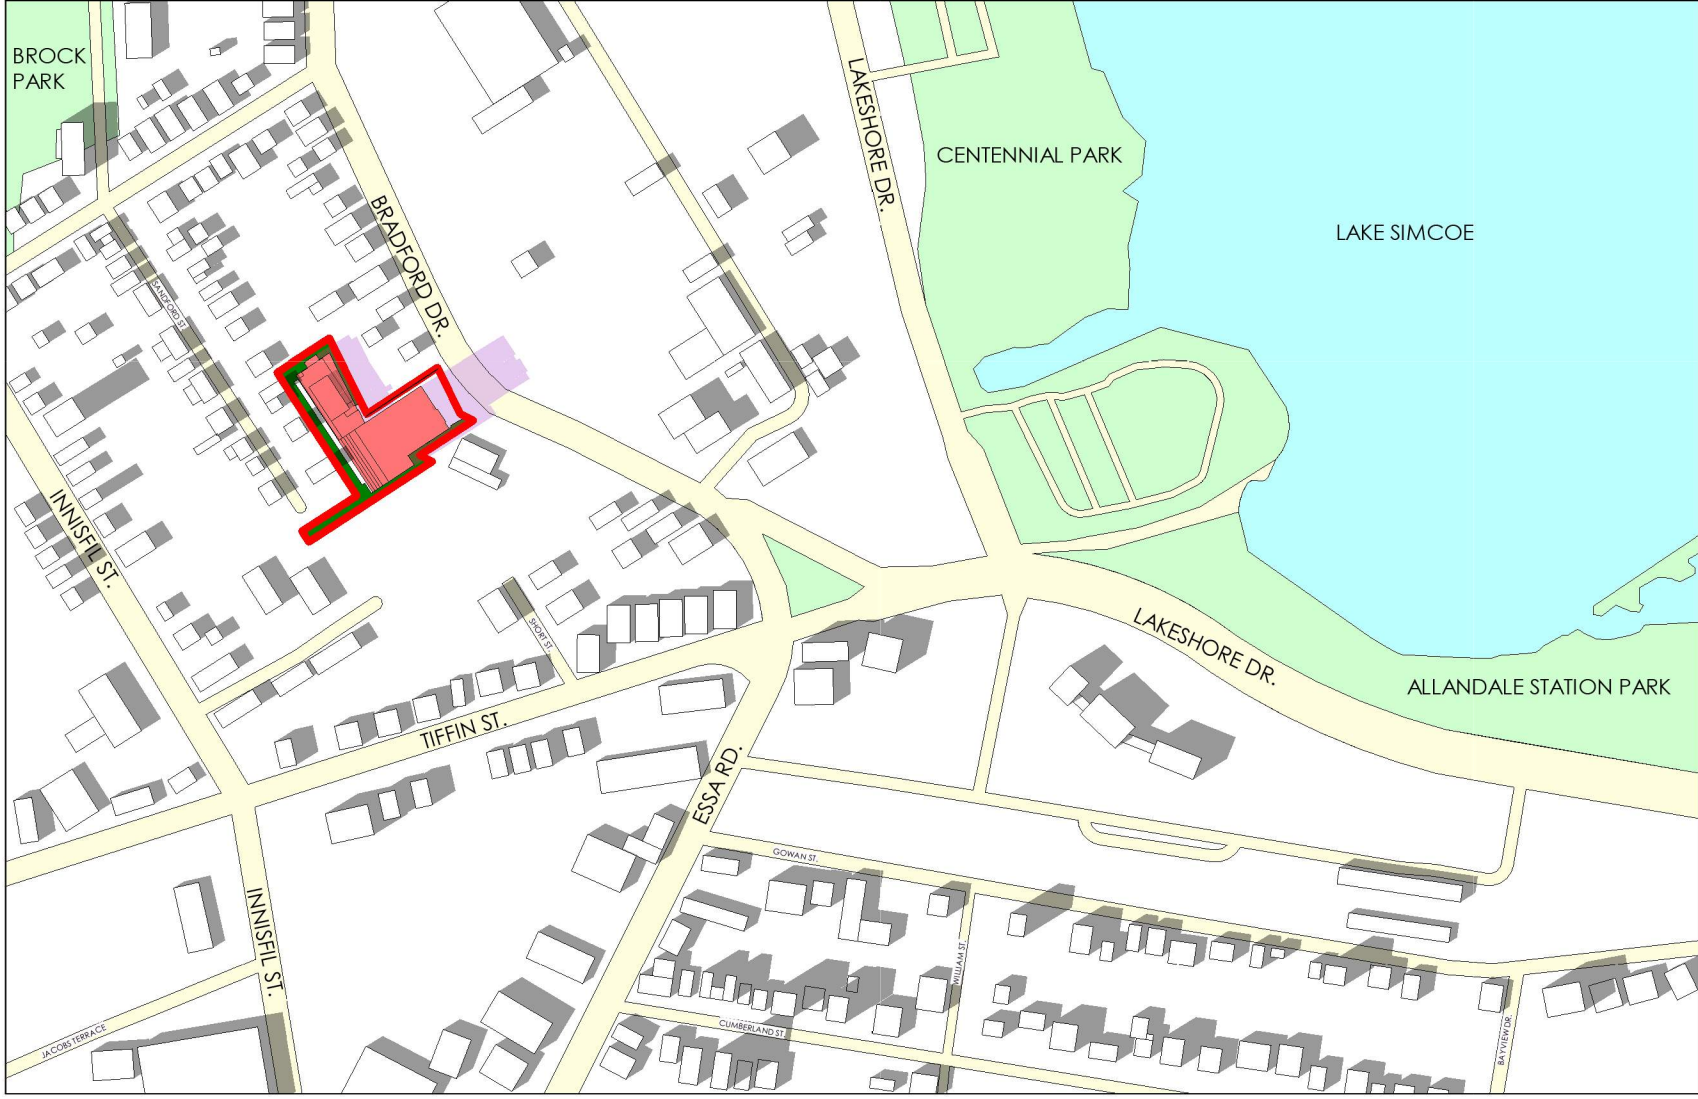 BROCK
PARK
LAKESHORE DR.
CENTENNIAL PARK
LAKE SIMCOE
BRADFORD DR.
SANDFORD ST.
INNISFIL ST.
SHORT ST.
LAKESHORE DR.
ALLANDALE STATION PARK
TIFFIN ST.
ESSA RD.
GOWAN ST.
INNISFIL ST.
WILLIAM ST.
CUMBERLAND ST.
JACOBS TERRACE
BAYVIEW DR.